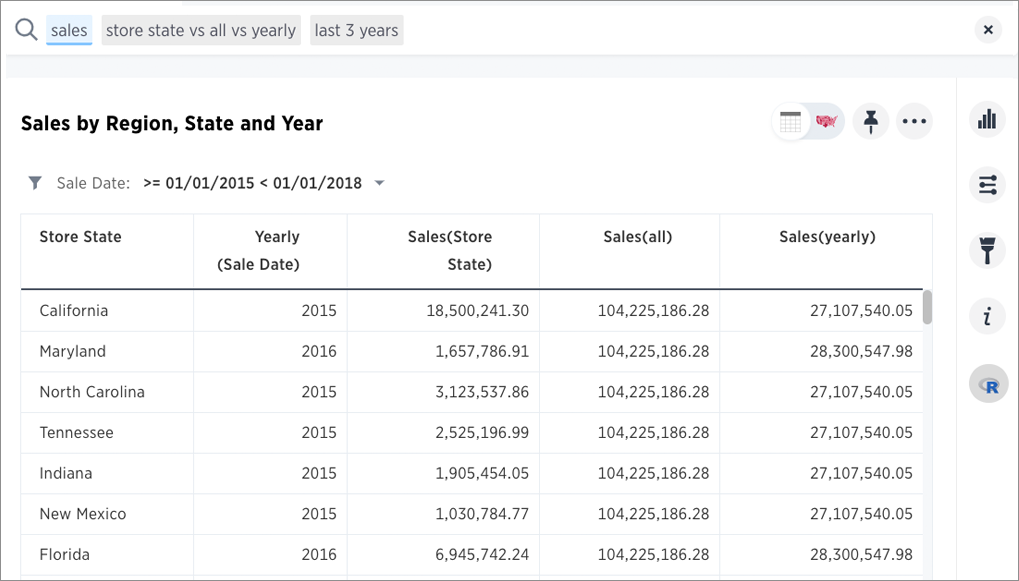 sales store state vs all vs yearly last 3 years
Sales by Region, State and Year
Sale Date: >= 01/01/2015 < 01/01/2018
Store State Yearly Sales(Store Sales(all) Sales(yearly)
(Sale Date) State)
California 2015 18,500,241.30 104,225,186.28 27,107,540.05
Maryland 2016 1,657,786.91 104,225,186.28 28,300,547.98
North Carolina 2015 3,123,537.86 104,225,186.28 27,107,540.05
Tennessee 2015 2,525,196.99 104,225,186.28 27,107,540.05
Indiana 2015 1,905,454.05 104,225,186.28 27,107,540.05
New Mexico 2015 1,030,784.77 104,225,186.28 27,107,540.05
Florida 2016 6,945,742.24 104,225,186.28 28,300,547.98
i
R